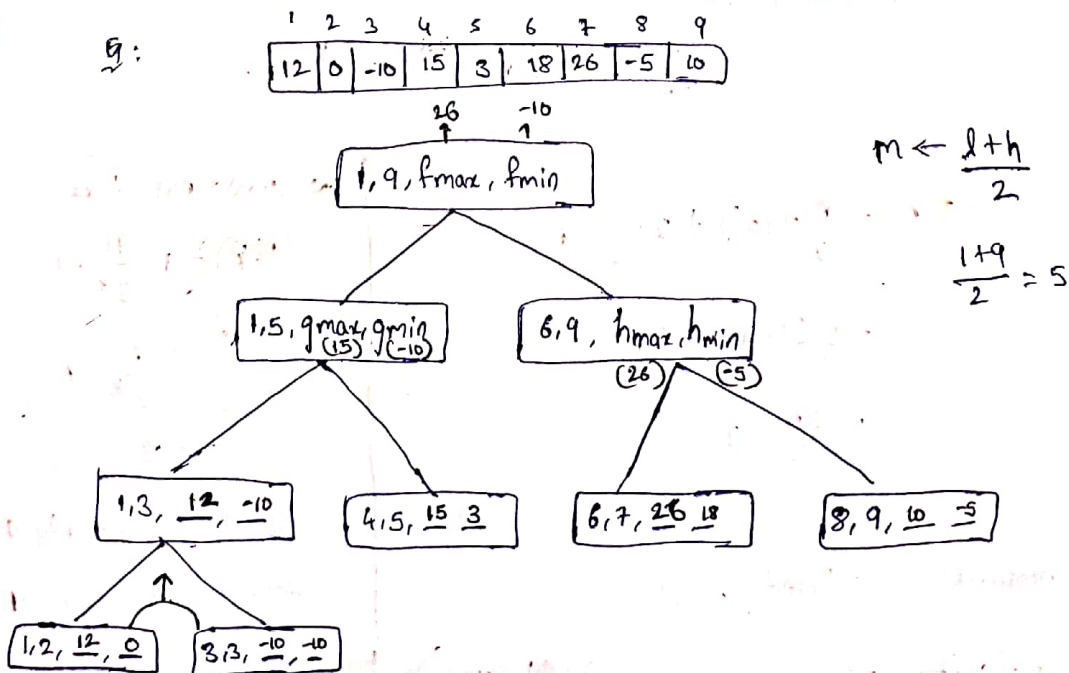 1 2 3 4 5 6 7 8 9
Q: 12 0 -10 15 3 18 26 -5 10
26 -10
1, 9, fmax, fmin
m ← l+h
2
1+9 = 5
2
1,5, gmax, gmin
(15) (-10)
6,9, hmax, hmin
(26) (-5)
1,3, 12, -10
4,5, 15 3
6,7, 26 18
8,9, 10 -5
1,2, 12, 0
3,3, -10, -10